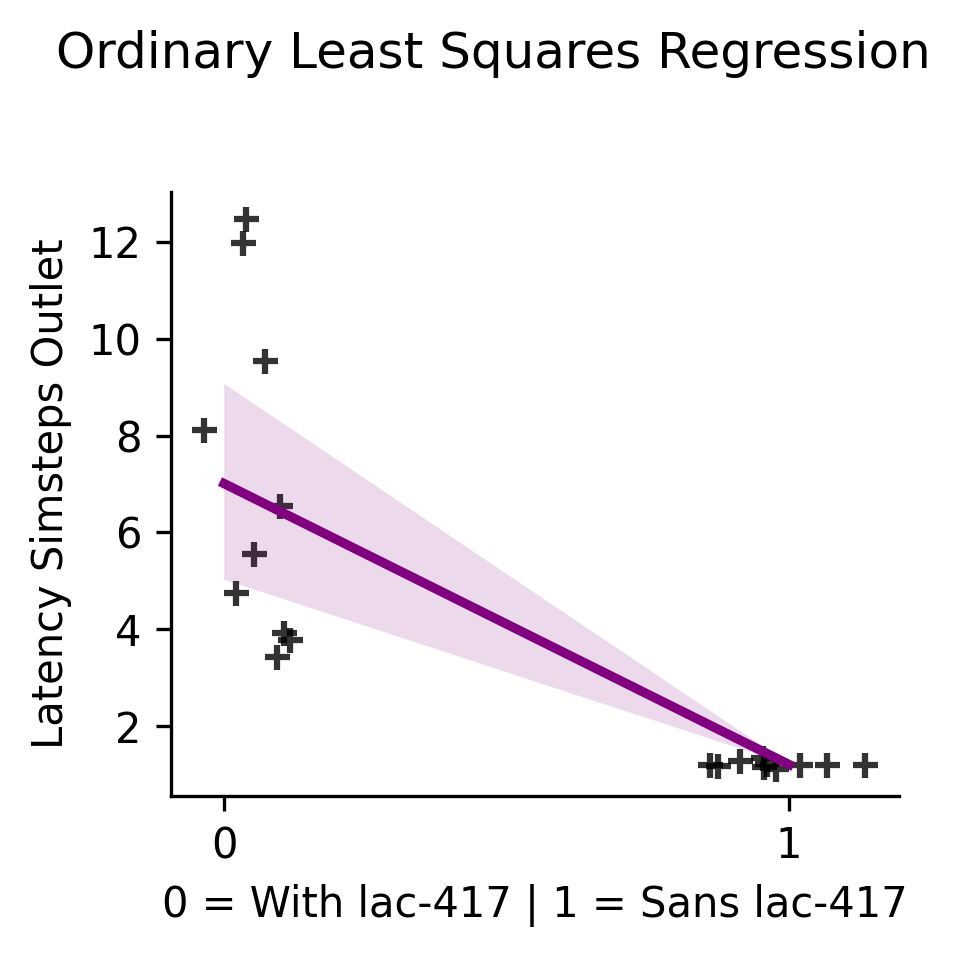 Ordinary Least Squares Regression
Latency Simsteps Outlet
12
10
8
6
4
2
0
1
0 = With lac-417 | 1 = Sans lac-417